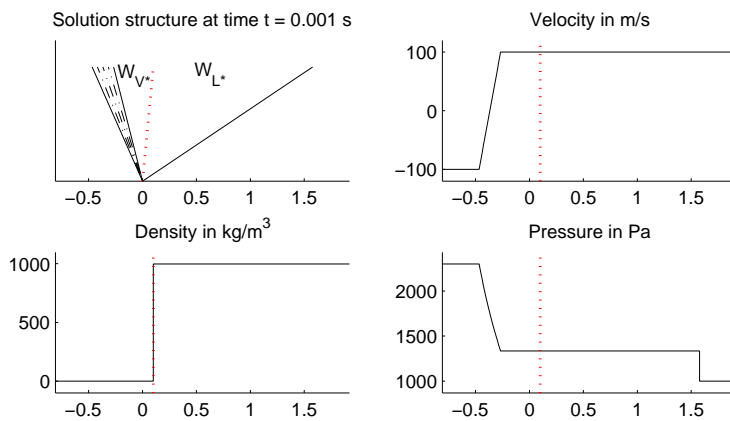 Solution structure at time t = 0.001 s
W_V*
W_L*
−0.5 0 0.5 1 1.5
Velocity in m/s
100
0
−100
−0.5 0 0.5 1 1.5
Density in kg/m^3
1000
500
0
−0.5 0 0.5 1 1.5
Pressure in Pa
2000
1500
1000
−0.5 0 0.5 1 1.5